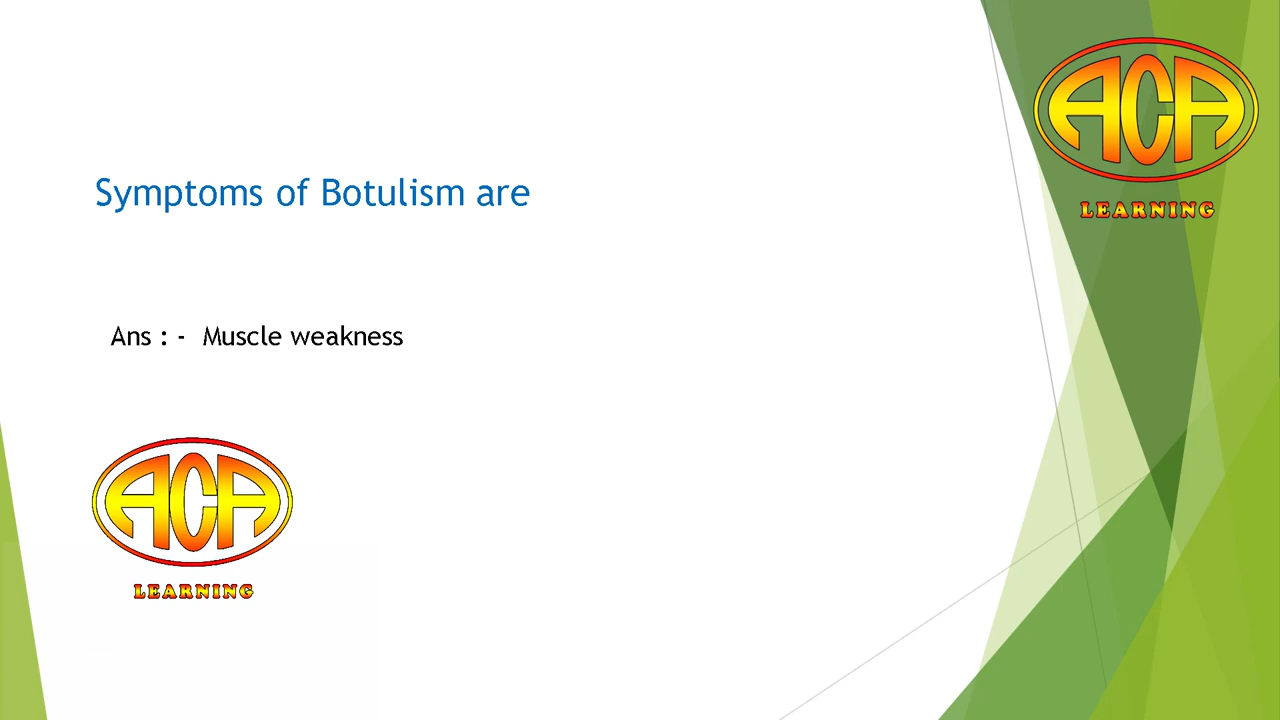 ACA
LEARNING
Symptoms of Botulism are
Ans : -  Muscle weakness
ACA
LEARNING